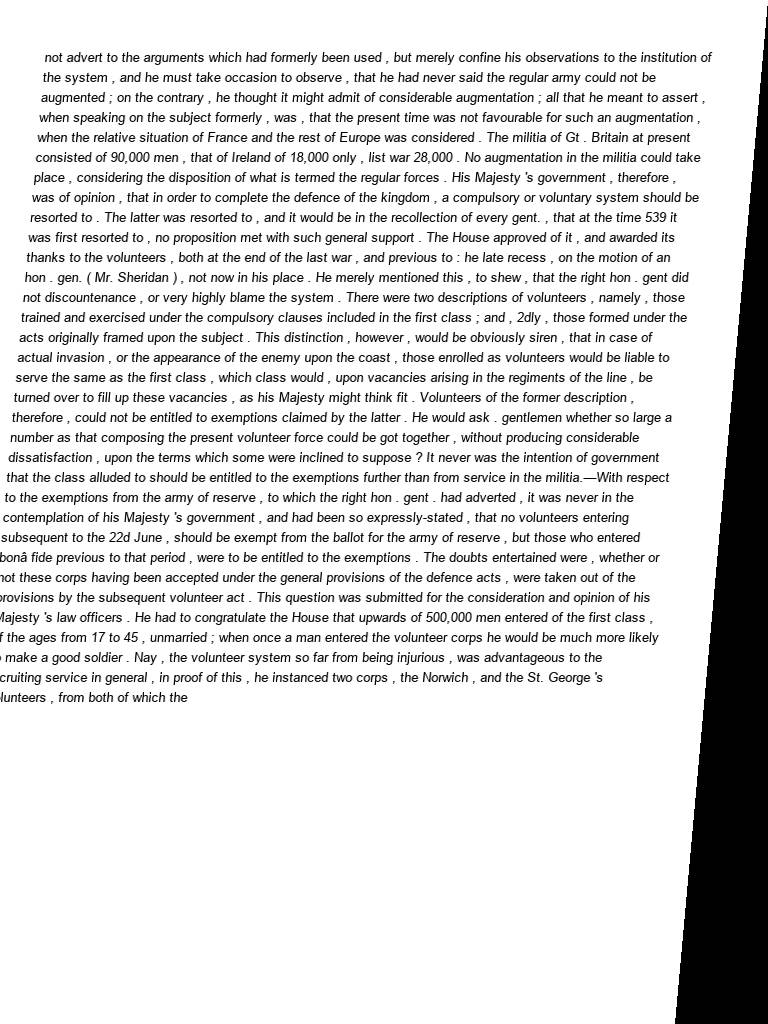 not advert to the arguments which had formerly been used , but merely confine his observations to the institution of
the system , and he must take occasion to observe , that he had never said the regular army could not be
augmented ; on the contrary , he thought it might admit of considerable augmentation ; all that he meant to assert ,
when speaking on the subject formerly , was , that the present time was not favourable for such an augmentation ,
when the relative situation of France and the rest of Europe was considered . The militia of Gt . Britain at present
consisted of 90,000 men , that of Ireland of 18,000 only , list war 28,000 . No augmentation in the militia could take
place , considering the disposition of what is termed the regular forces . His Majesty 's government , therefore ,
was of opinion , that in order to complete the defence of the kingdom , a compulsory or voluntary system should be
resorted to . The latter was resorted to , and it would be in the recollection of every gent. , that at the time 539 it
was first resorted to , no proposition met with such general support . The House approved of it , and awarded its
thanks to the volunteers , both at the end of the last war , and previous to : he late recess , on the motion of an
hon . gen. ( Mr. Sheridan ) , not now in his place . He merely mentioned this , to shew , that the right hon . gent did
not discountenance , or very highly blame the system . There were two descriptions of volunteers , namely , those
trained and exercised under the compulsory clauses included in the first class ; and , 2dly , those formed under the
acts originally framed upon the subject . This distinction , however , would be obviously siren , that in case of
actual invasion , or the appearance of the enemy upon the coast , those enrolled as volunteers would be liable to
serve the same as the first class , which class would , upon vacancies arising in the regiments of the line , be
turned over to fill up these vacancies , as his Majesty might think fit . Volunteers of the former description ,
therefore , could not be entitled to exemptions claimed by the latter . He would ask . gentlemen whether so large a
number as that composing the present volunteer force could be got together , without producing considerable
dissatisfaction , upon the terms which some were inclined to suppose ? It never was the intention of government
that the class alluded to should be entitled to the exemptions further than from service in the militia.—With respect
to the exemptions from the army of reserve , to which the right hon . gent . had adverted , it was never in the
contemplation of his Majesty 's government , and had been so expressly-stated , that no volunteers entering
subsequent to the 22d June , should be exempt from the ballot for the army of reserve , but those who entered
bonâ fide previous to that period , were to be entitled to the exemptions . The doubts entertained were , whether or
not these corps having been accepted under the general provisions of the defence acts , were taken out of the
provisions by the subsequent volunteer act . This question was submitted for the consideration and opinion of his
Majesty 's law officers . He had to congratulate the House that upwards of 500,000 men entered of the first class ,
f the ages from 17 to 45 , unmarried ; when once a man entered the volunteer corps he would be much more likely
make a good soldier . Nay , the volunteer system so far from being injurious , was advantageous to the
cruiting service in general , in proof of this , he instanced two corps , the Norwich , and the St. George 's
lunteers , from both of which the